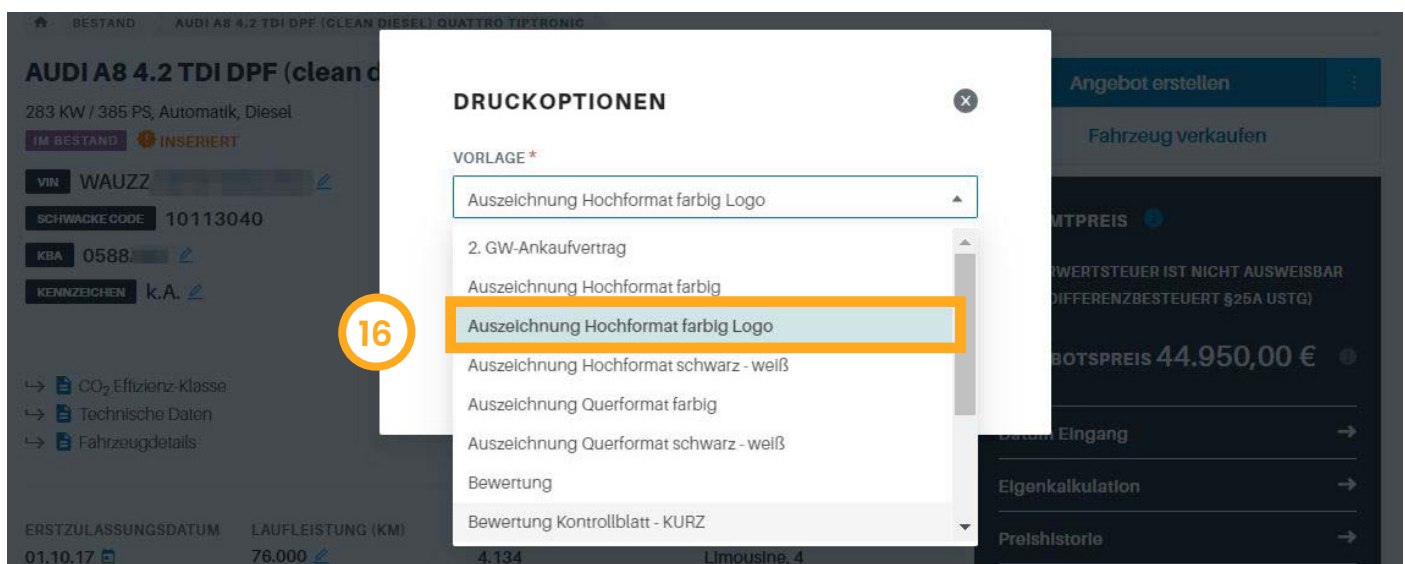 BESTAND AUDI A8 4.2 TDI DPF (CLEAN DIESEL) QUATTRO TIPTRONIC
AUDI A8 4.2 TDI DPF (clean d
283 KW / 385 PS, Automatik, Diesel
IM BESTAND INSERIERT
VIN WAUZZ
SCHWACKE CODE 10113040
KBA 0588.
KENNZEICHEN k.A.
CO₂ Effizienz-Klasse
Technische Daten
Fahrzeugdetails
ERSTZULASSUNGSDATUM LAUFLEISTUNG (KM)
01.10.17 76.000 4.134 Limousine, 4
DRUCKOPTIONEN
VORLAGE *
Auszeichnung Hochformat farbig Logo
2. GW-Ankaufvertrag
Auszeichnung Hochformat farbig
16
Auszeichnung Hochformat farbig Logo
Auszeichnung Hochformat schwarz - weiß
Auszeichnung Querformat farbig
Auszeichnung Querformat schwarz - weiß
Bewertung
Bewertung Kontrollblatt - KURZ
Angebot erstellen
Fahrzeug verkaufen
MTPREIS
RWERTSTEUER IST NICHT AUSWEISBAR
DIFFERENZBESTEUERT §25A USTG)
BOTSPREIS 44.950,00 €
Datum Eingang
Eigenkalkulation
Preishistorie